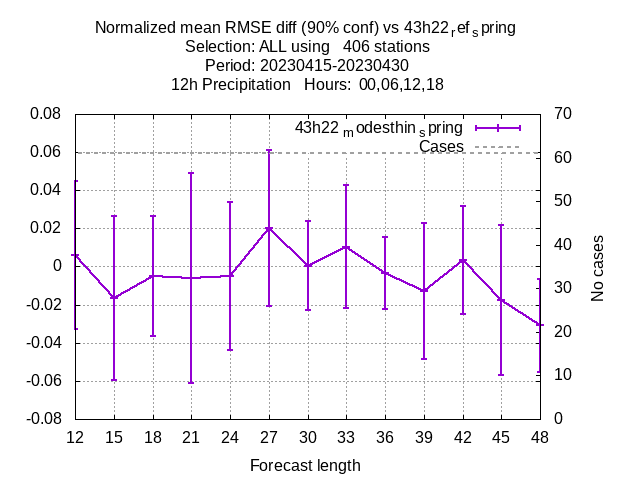 Normalized mean RMSE diff (90% conf) vs 43h22_ref_spring
Selection: ALL using 406 stations
Period: 20230415-20230430
12h Precipitation Hours: 00,06,12,18
43h22_modesthin_spring
Cases
0.08
0.06
0.04
0.02
0
-0.02
-0.04
-0.06
-0.08
70
60
50
40
30
20
10
0
No cases
12 15 18 21 24 27 30 33 36 39 42 45 48
Forecast length